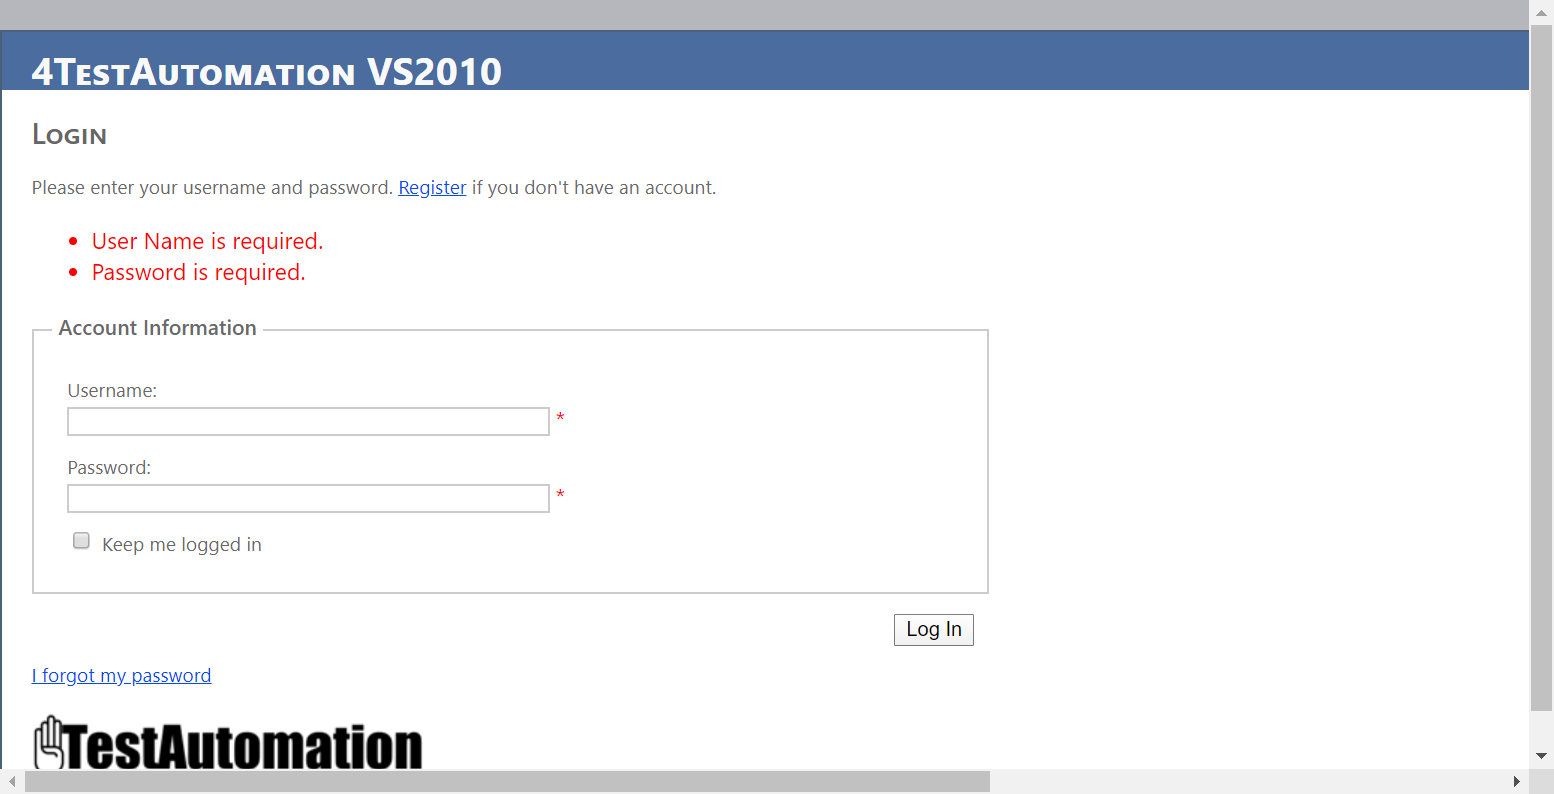 4TestAutomation VS2010
Login
Please enter your username and password. Register if you don't have an account.
User Name is required.
Password is required.
Account Information
Username:
*
Password:
*
Keep me logged in
Log In
I forgot my password
TestAutomation